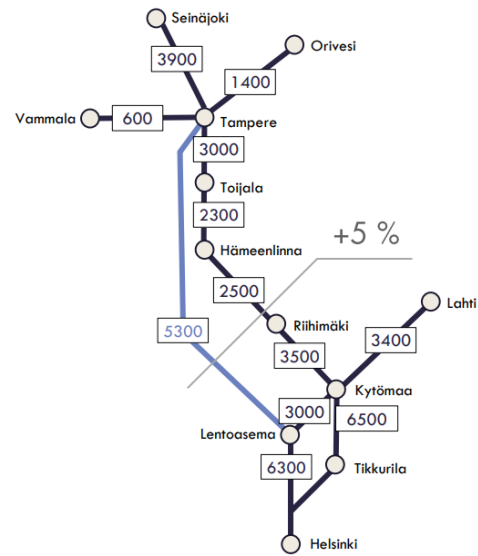 Seinäjoki
Orivesi
3900
1400
Vammala
600
Tampere
3000
Toijala
2300
Hämeenlinna
+5 %
2500
Lahti
5300
Riihimäki
3500
3400
Kytömaa
3000
6500
Lentoasema
6300
Tikkurila
Helsinki